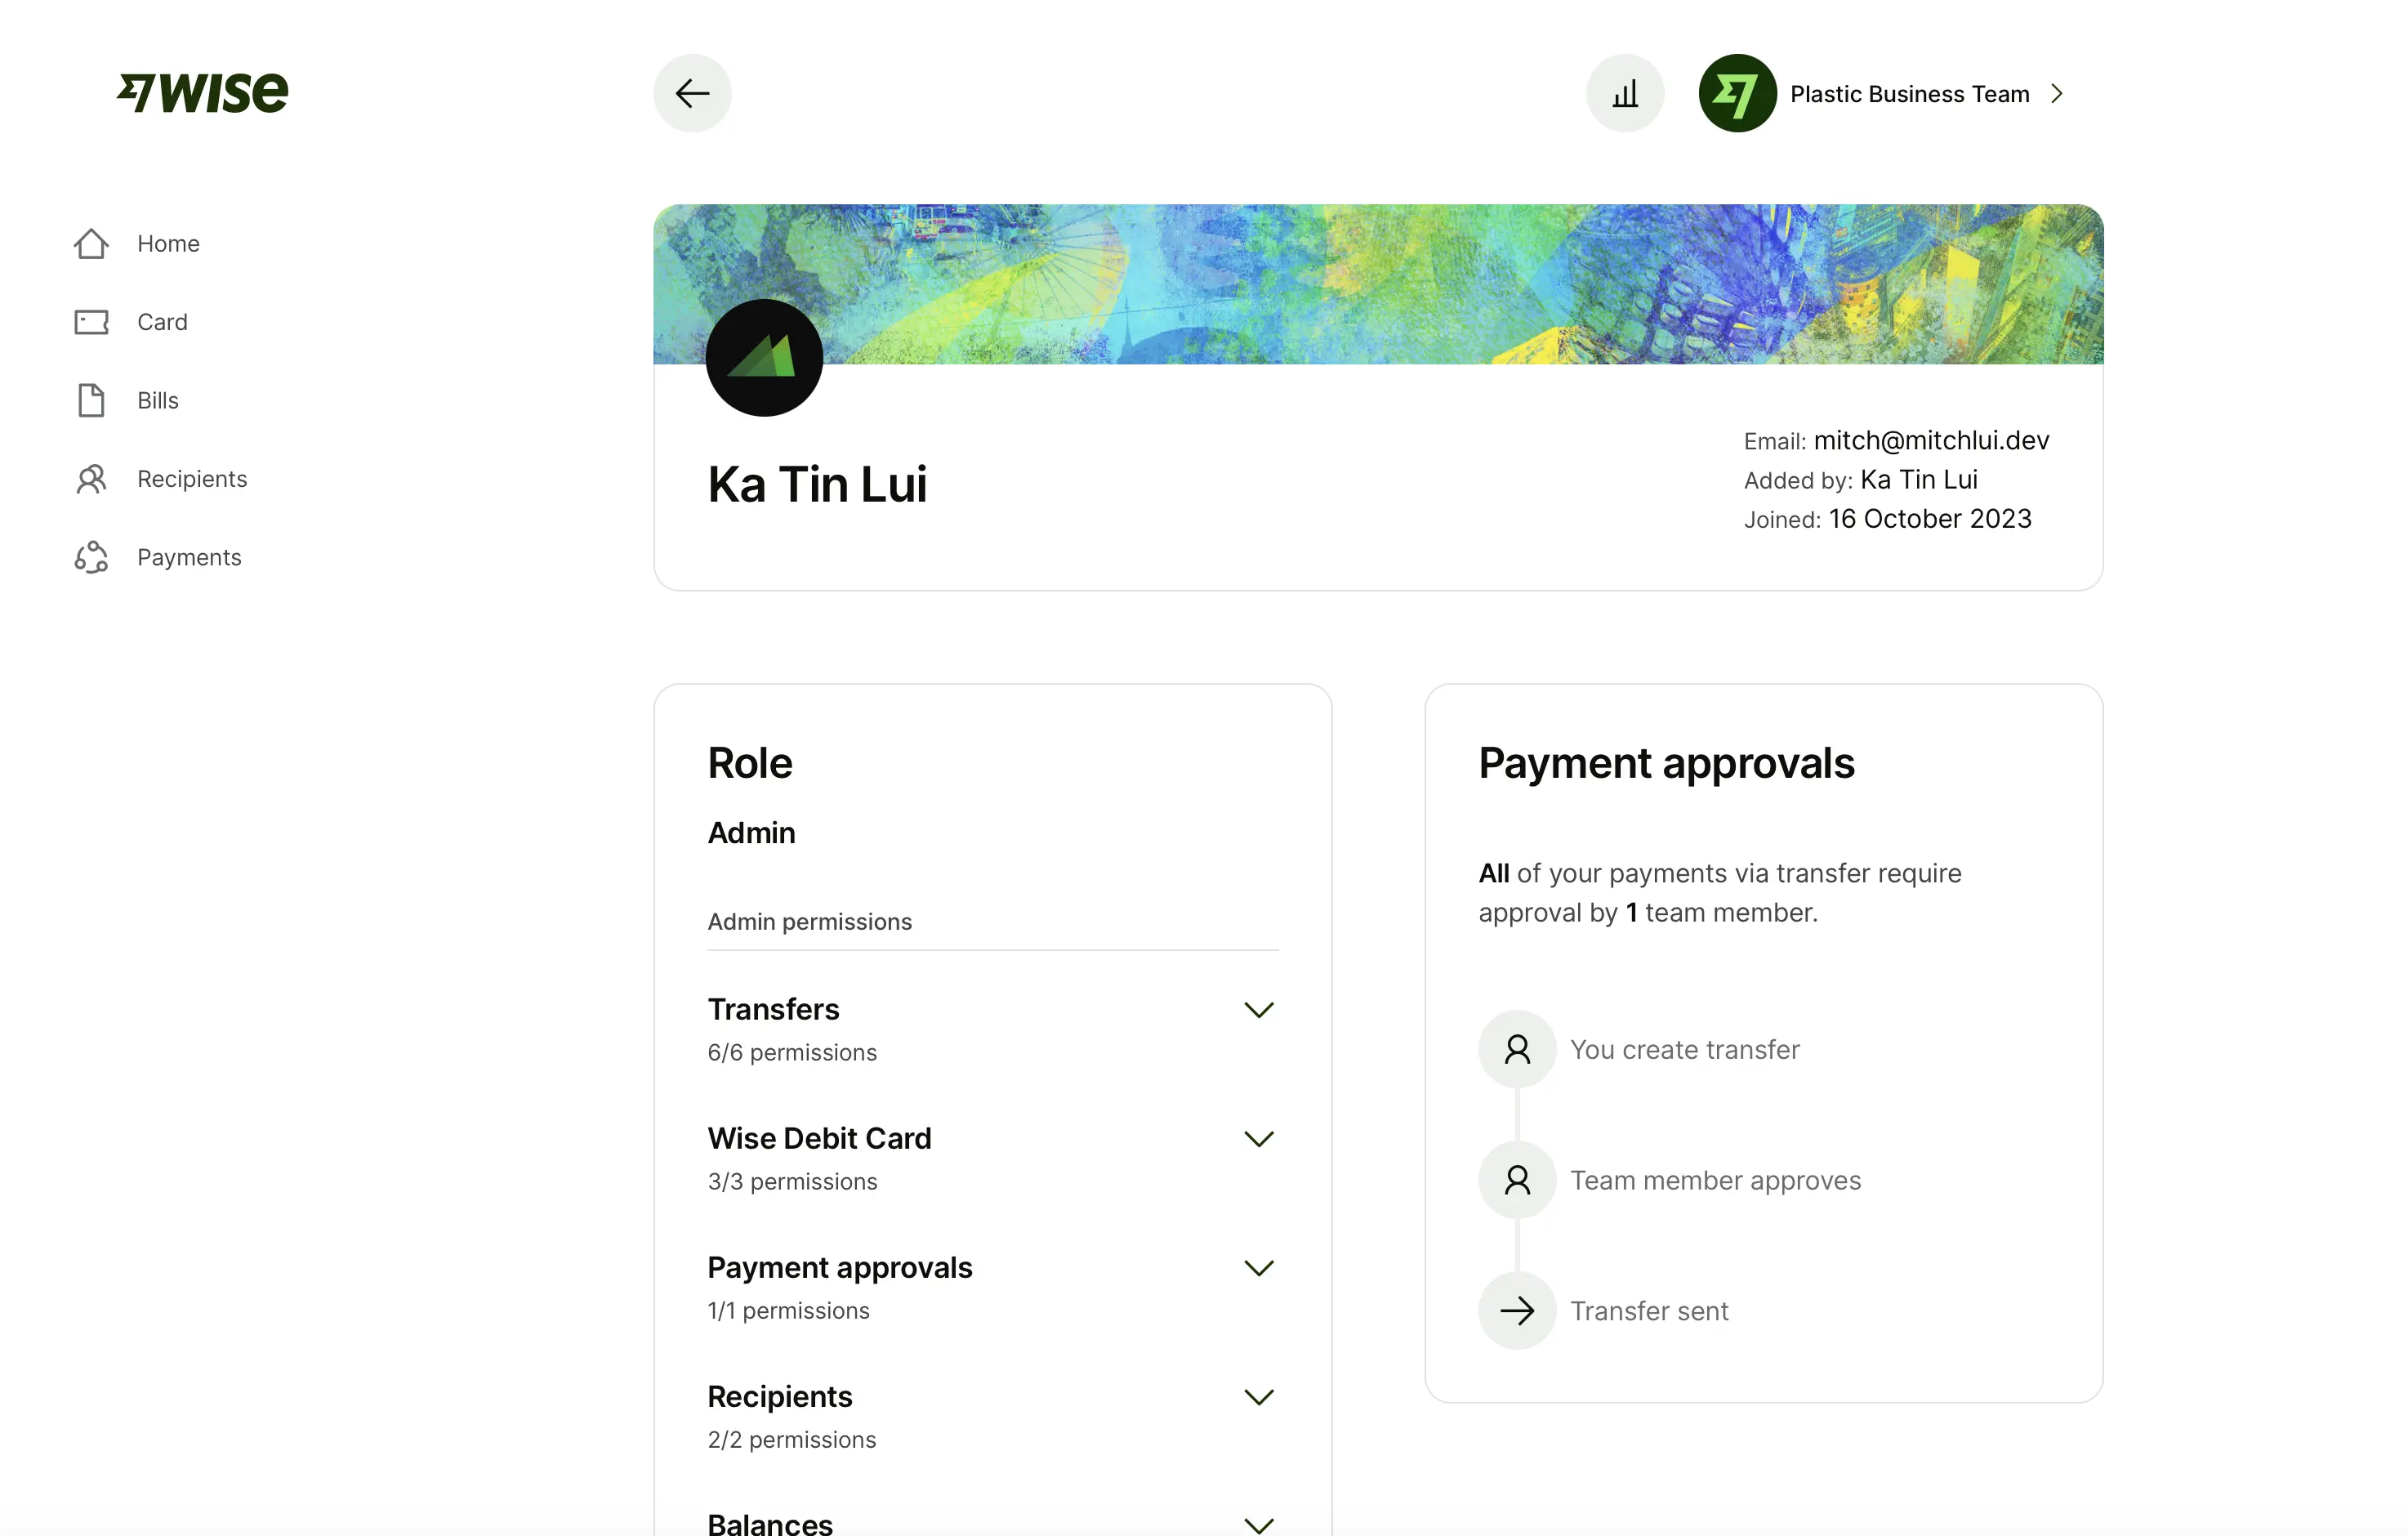 wise
Plastic Business Team
Home
Card
Bills
Recipients
Payments
Ka Tin Lui
Email: mitch@mitchlui.dev
Added by: Ka Tin Lui
Joined: 16 October 2023
Role
Admin
Admin permissions
Transfers
6/6 permissions
Wise Debit Card
3/3 permissions
Payment approvals
1/1 permissions
Recipients
2/2 permissions
Balances
Payment approvals
All of your payments via transfer require
approval by 1 team member.
You create transfer
Team member approves
Transfer sent